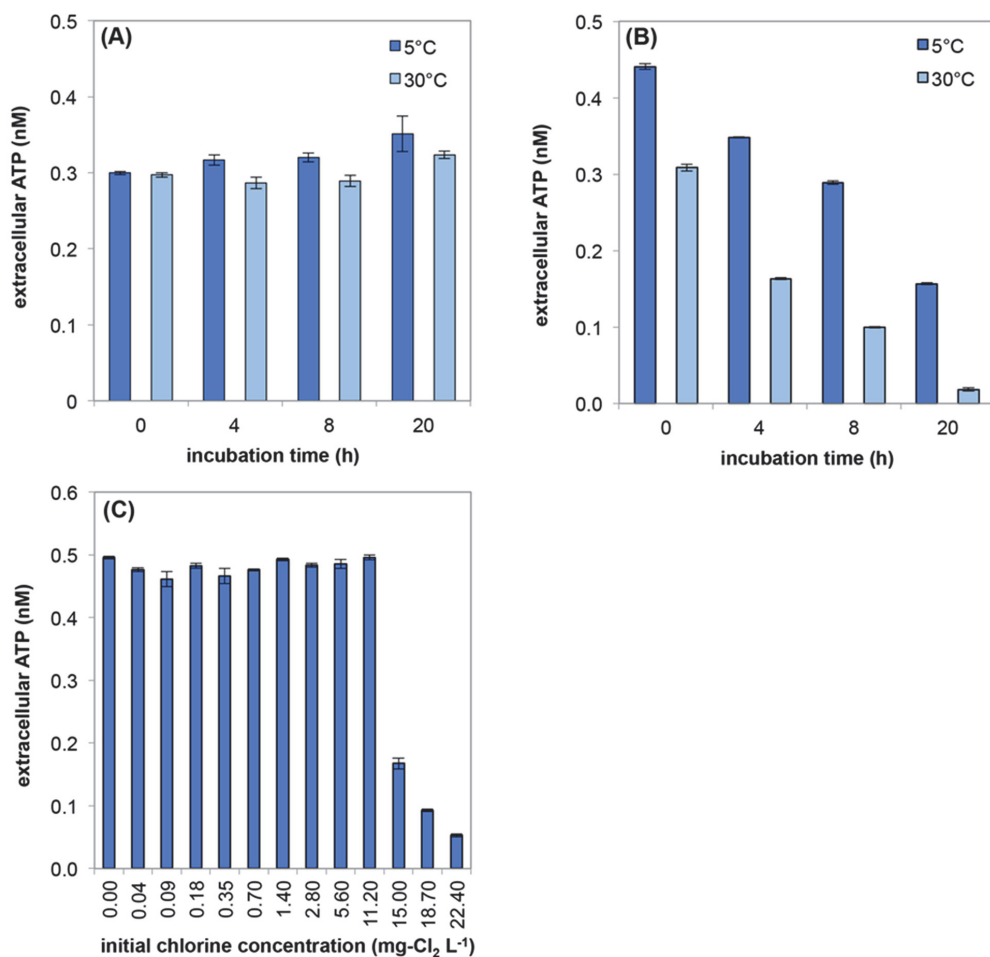 (A)
5°C
30°C
extracellular ATP (nM)
0.5
0.4
0.3
0.2
0.1
0
0 4 8 20
incubation time (h)
(B)
5°C
30°C
extracellular ATP (nM)
0.5
0.4
0.3
0.2
0.1
0.0
0 4 8 20
incubation time (h)
(C)
extracellular ATP (nM)
0.6
0.5
0.4
0.3
0.2
0.1
0.0
0.00 0.04 0.09 0.18 0.35 0.70 1.40 2.80 5.60 11.20 15.00 18.70 22.40
initial chlorine concentration (mg-Cl₂ L⁻¹)